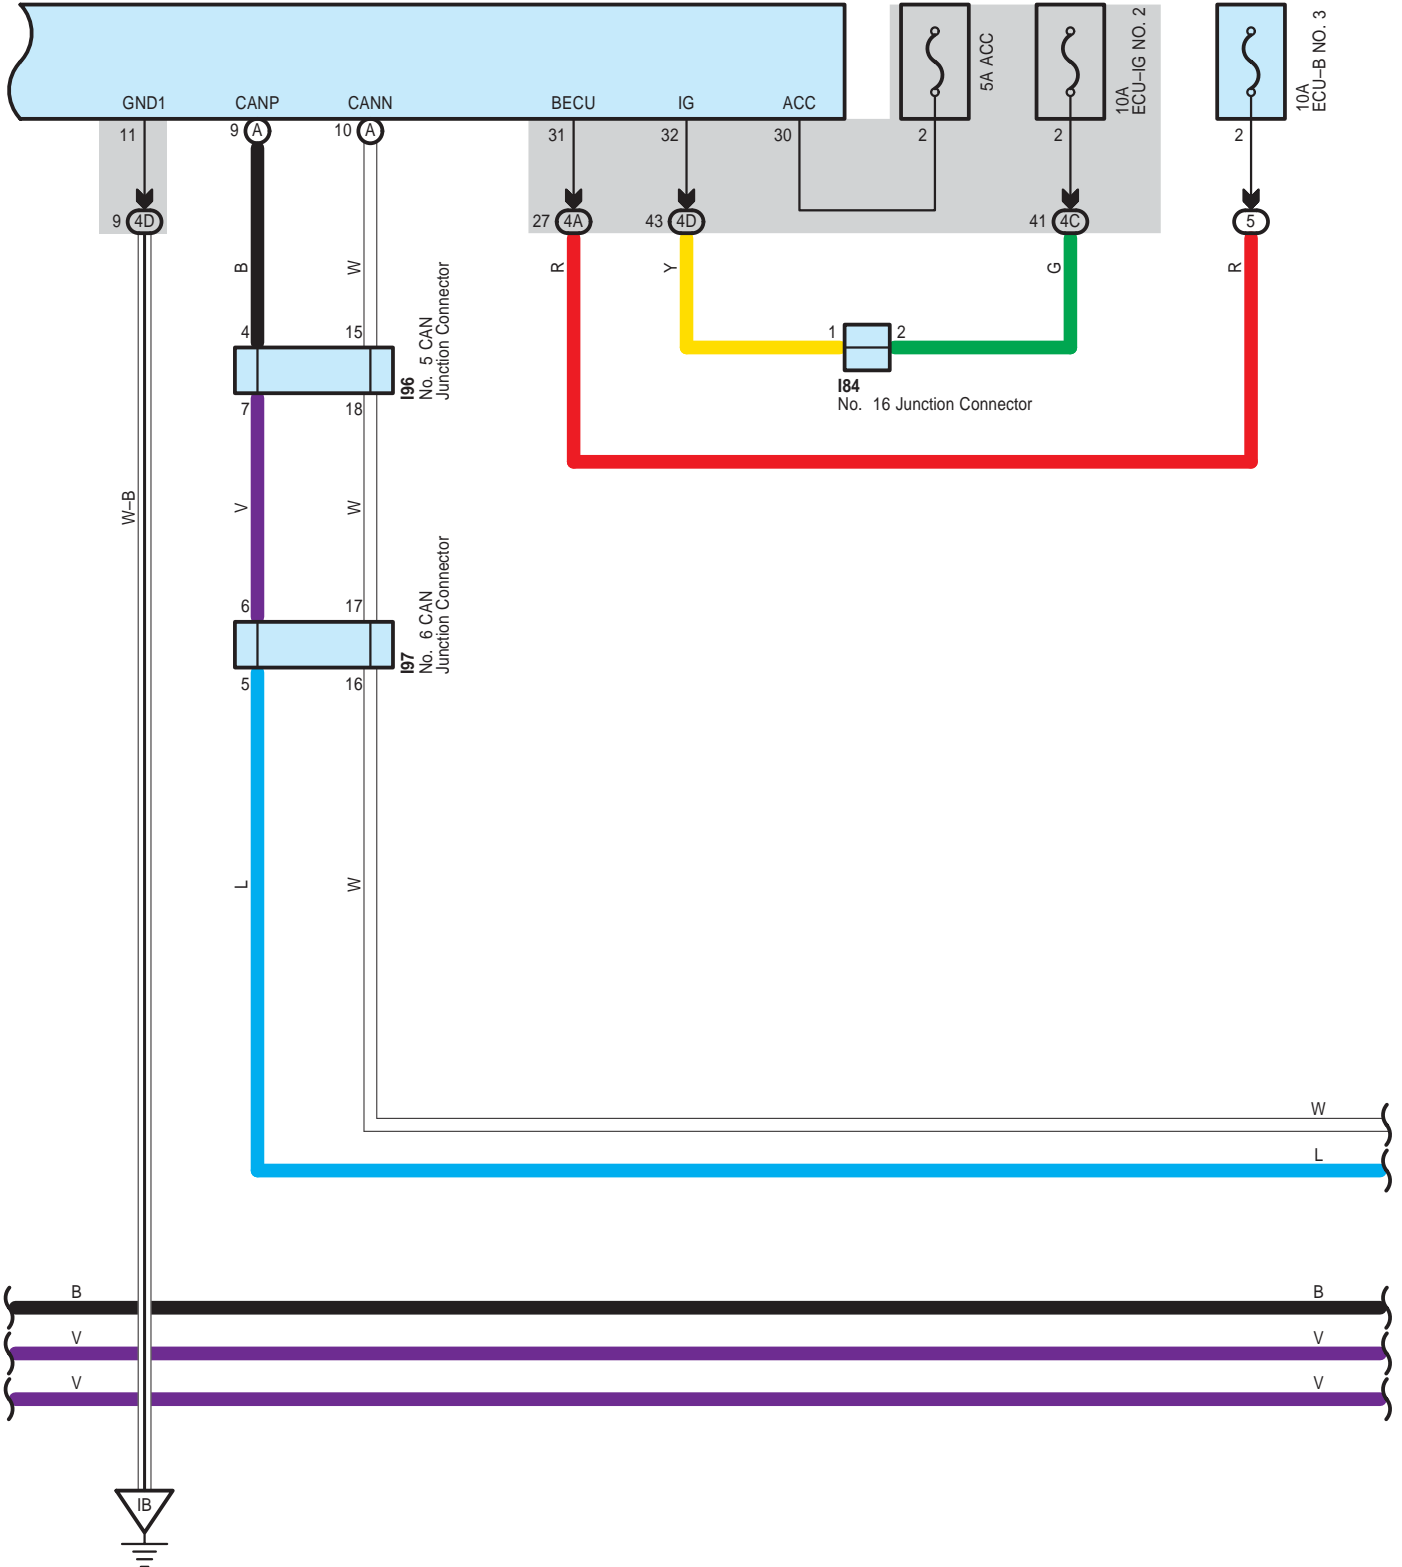 5A ACC
10A
ECU–IG NO. 2
10A
ECU–B NO. 3
GND1 CANP CANN BECU IG ACC
11 9 A 10 A 31 32 30 2 2 2
9 4D 27 4A 43 4D 41 4C 5
B W R Y G R
4 15 1 2
I96
No. 5 CAN
Junction Connector
I84
No. 16 Junction Connector
7 18
W–B V W
6 17
I97
No. 6 CAN
Junction Connector
5 16
L W
W
L
B B
V V
V V
IB